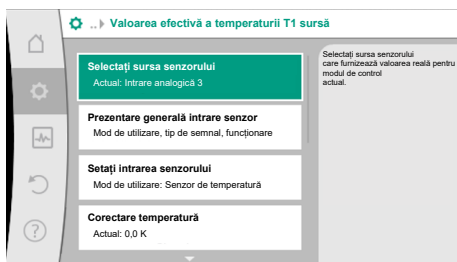 ..▸ Valoarea efectivă a temperaturii T1 sursă
Selectați sursa senzorului
Actual: Intrare analogică 3
Prezentare generală intrare senzor
Mod de utilizare, tip de semnal, funcționare
Setați intrarea senzorului
Mod de utilizare: Senzor de temperatură
Corectare temperatură
Actual: 0,0 K
Selectați sursa senzorului
care furnizează valoarea reală pentru
modul de control
actual.